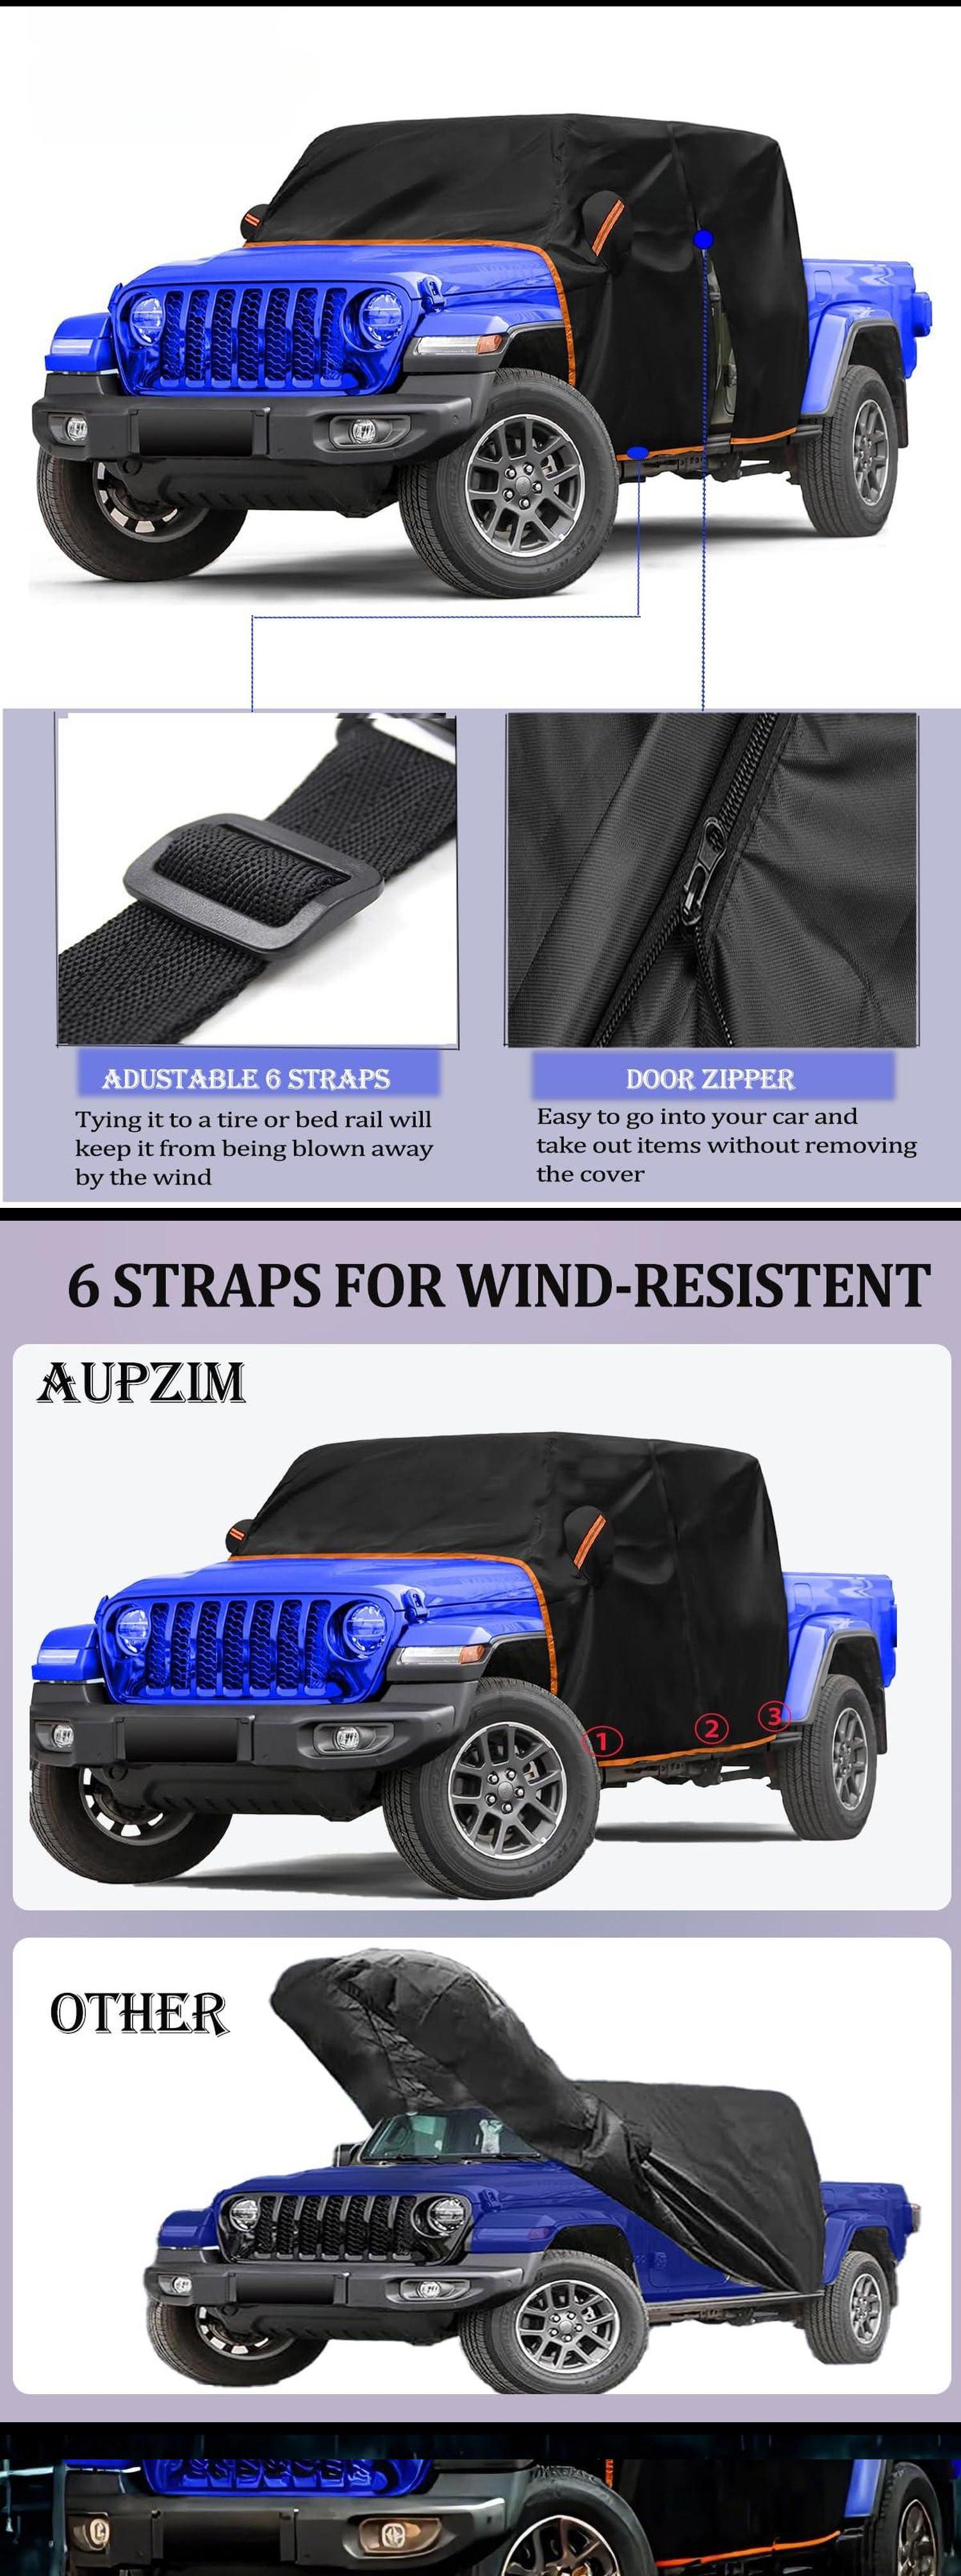 ADUSTABLE 6 STRAPS
Tying it to a tire or bed rail will
keep it from being blown away
by the wind
DOOR ZIPPER
Easy to go into your car and
take out items without removing
the cover
6 STRAPS FOR WIND-RESISTENT
AUPZIM
1
2
3
OTHER